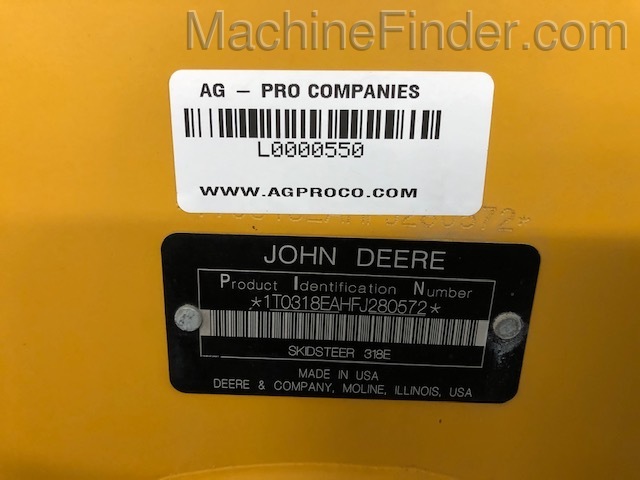 MachineFinder.com
AG – PRO COMPANIES
L0000550
WWW.AGPROCO.COM
JOHN DEERE
Product Identification Number
*1T0318EAHFJ280572*
SKIDSTEER 318E
MADE IN USA
DEERE & COMPANY, MOLINE, ILLINOIS, USA